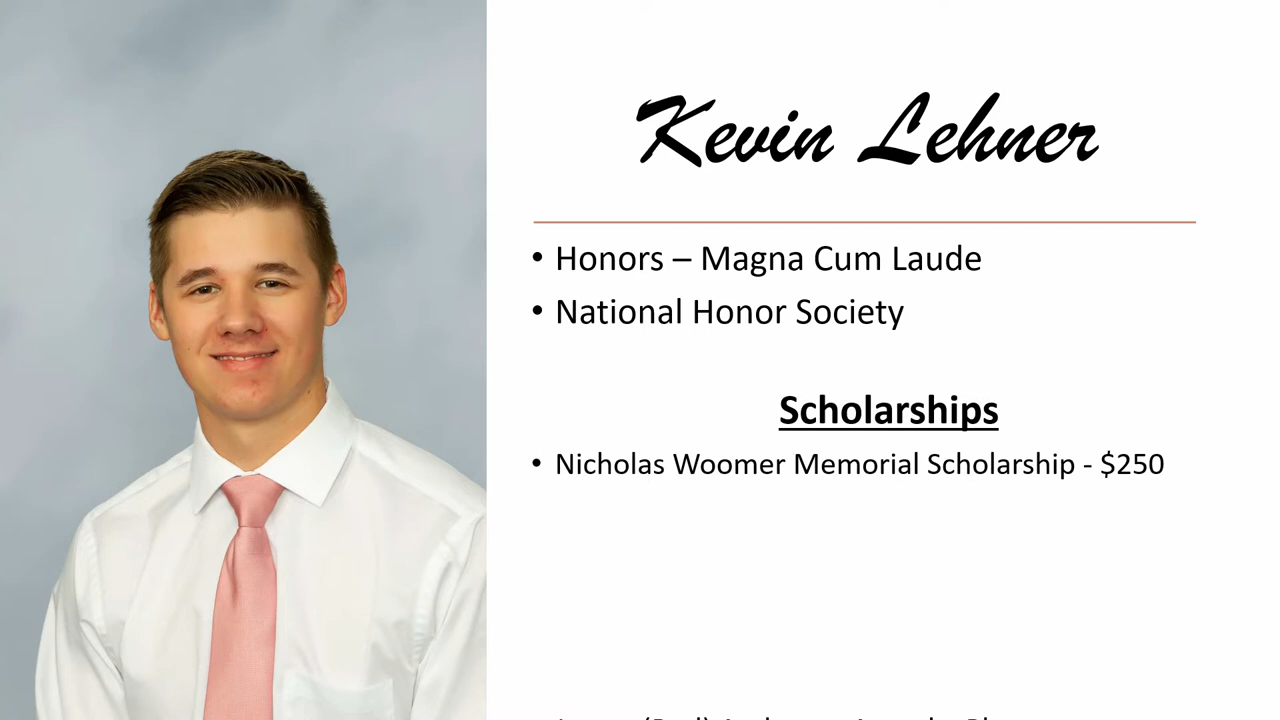 Kevin Lehner
• Honors – Magna Cum Laude
• National Honor Society
Scholarships
• Nicholas Woomer Memorial Scholarship - $250